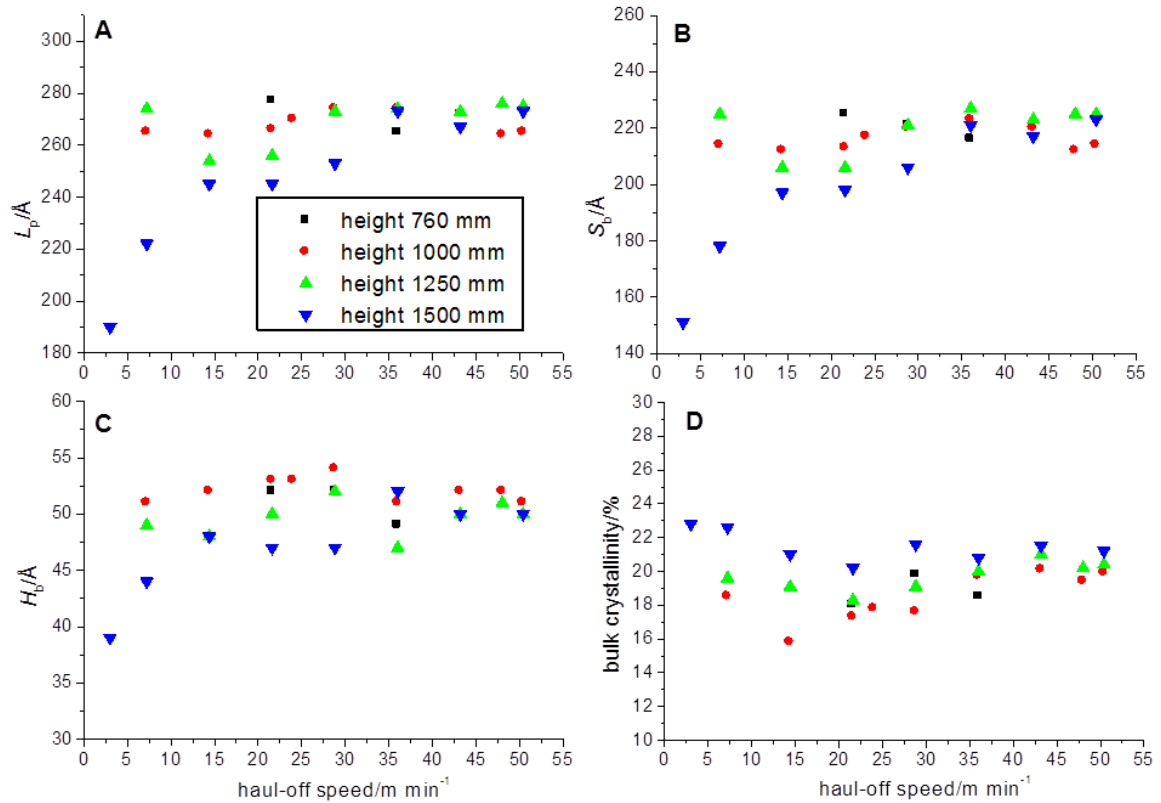 A
300
280
260
240
220
200
180
Lp/Å
0 5 10 15 20 25 30 35 40 45 50 55
height 760 mm
height 1000 mm
height 1250 mm
height 1500 mm
B
260
240
220
200
180
160
140
Sb/Å
0 5 10 15 20 25 30 35 40 45 50 55
C
60
55
50
45
40
35
30
Hb/Å
0 5 10 15 20 25 30 35 40 45 50 55
haul-off speed/m min⁻¹
D
30
28
26
24
22
20
18
16
14
12
10
bulk crystallinity/%
0 5 10 15 20 25 30 35 40 45 50 55
haul-off speed/m min⁻¹